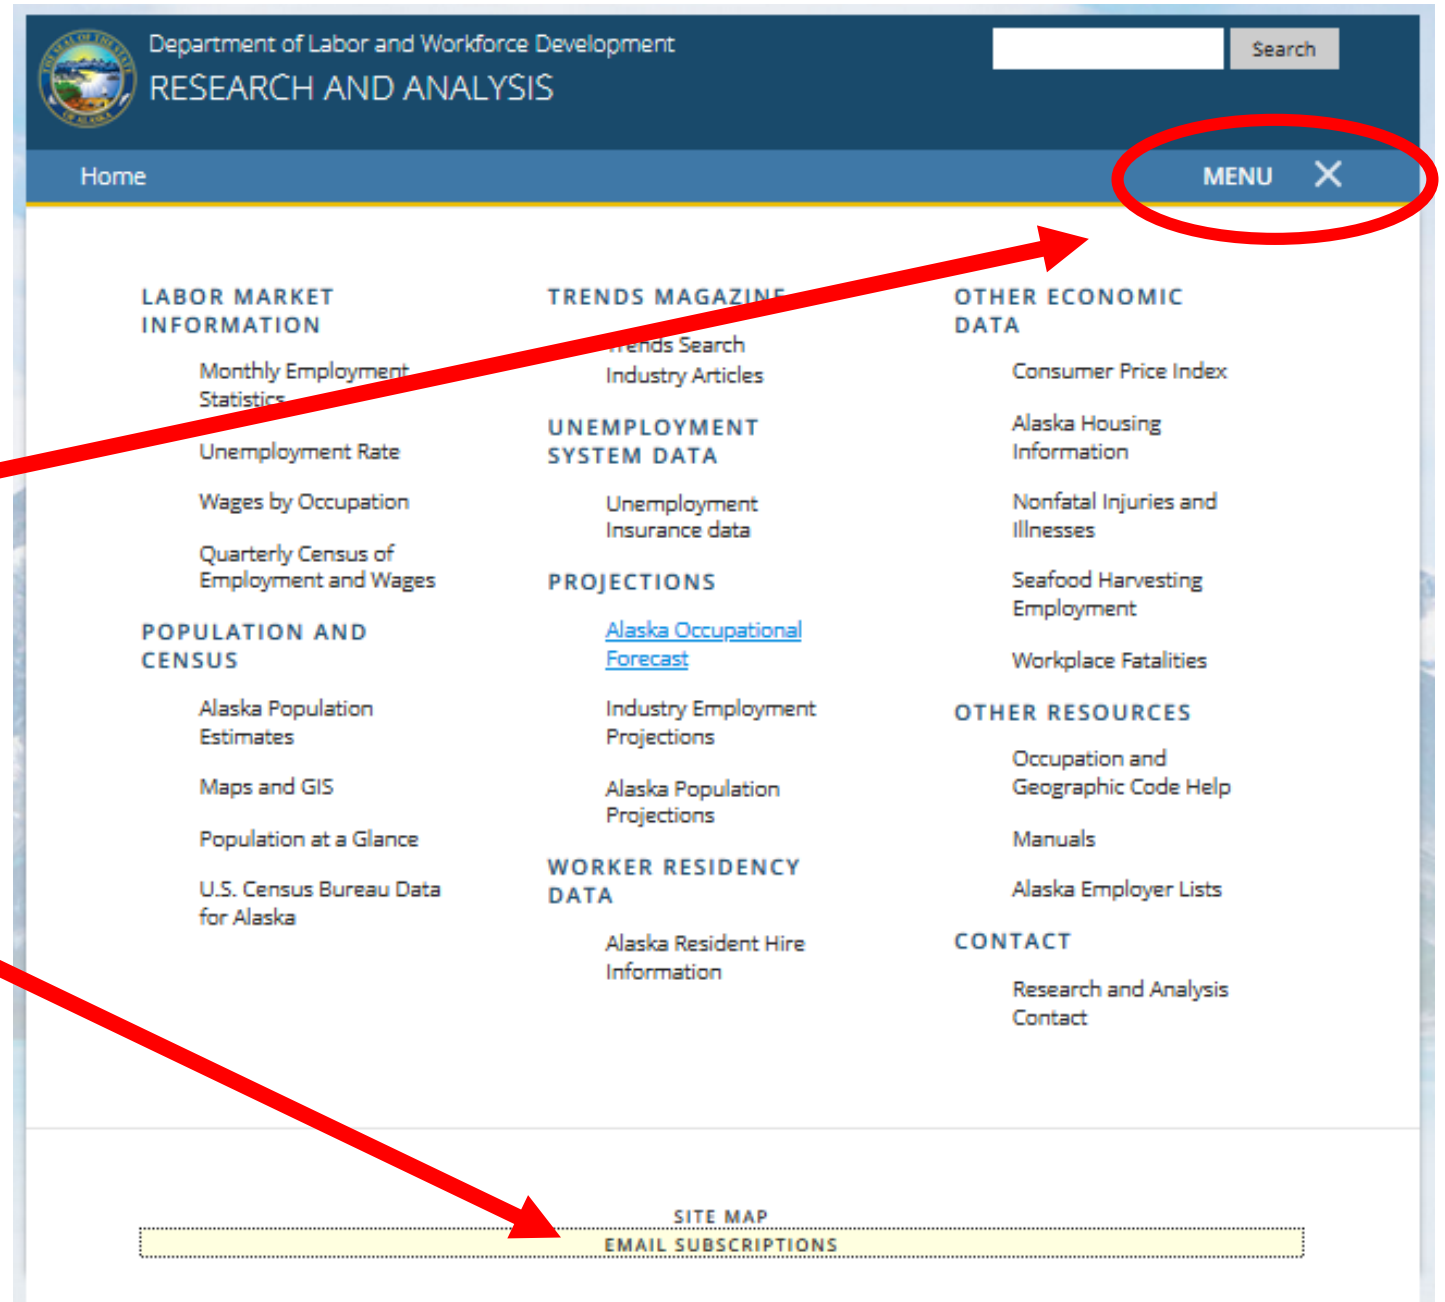 Department of Labor and Workforce Development
RESEARCH AND ANALYSIS
Search
Home
MENU
LABOR MARKET
INFORMATION
Monthly Employment
Statistics
Unemployment Rate
Wages by Occupation
Quarterly Census of
Employment and Wages
POPULATION AND
CENSUS
Alaska Population
Estimates
Maps and GIS
Population at a Glance
U.S. Census Bureau Data
for Alaska
TRENDS MAGAZINE
Trends Search
Industry Articles
UNEMPLOYMENT
SYSTEM DATA
Unemployment
Insurance data
PROJECTIONS
Alaska Occupational
Forecast
Industry Employment
Projections
Alaska Population
Projections
WORKER RESIDENCY
DATA
Alaska Resident Hire
Information
OTHER ECONOMIC
DATA
Consumer Price Index
Alaska Housing
Information
Nonfatal Injuries and
Illnesses
Seafood Harvesting
Employment
Workplace Fatalities
OTHER RESOURCES
Occupation and
Geographic Code Help
Manuals
Alaska Employer Lists
CONTACT
Research and Analysis
Contact
SITE MAP
EMAIL SUBSCRIPTIONS